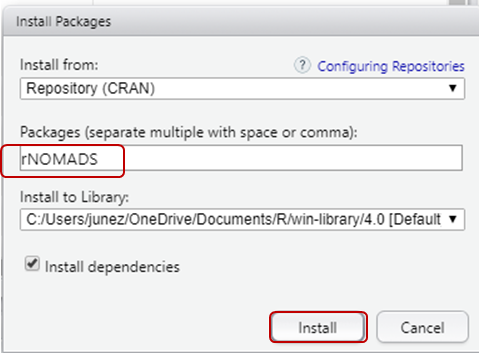 Install Packages
Install from:
? Configuring Repositories
Repository (CRAN)
Packages (separate multiple with space or comma):
rNOMADS
Install to Library:
C:/Users/junez/OneDrive/Documents/R/win-library/4.0 [Default
Install dependencies
Install Cancel